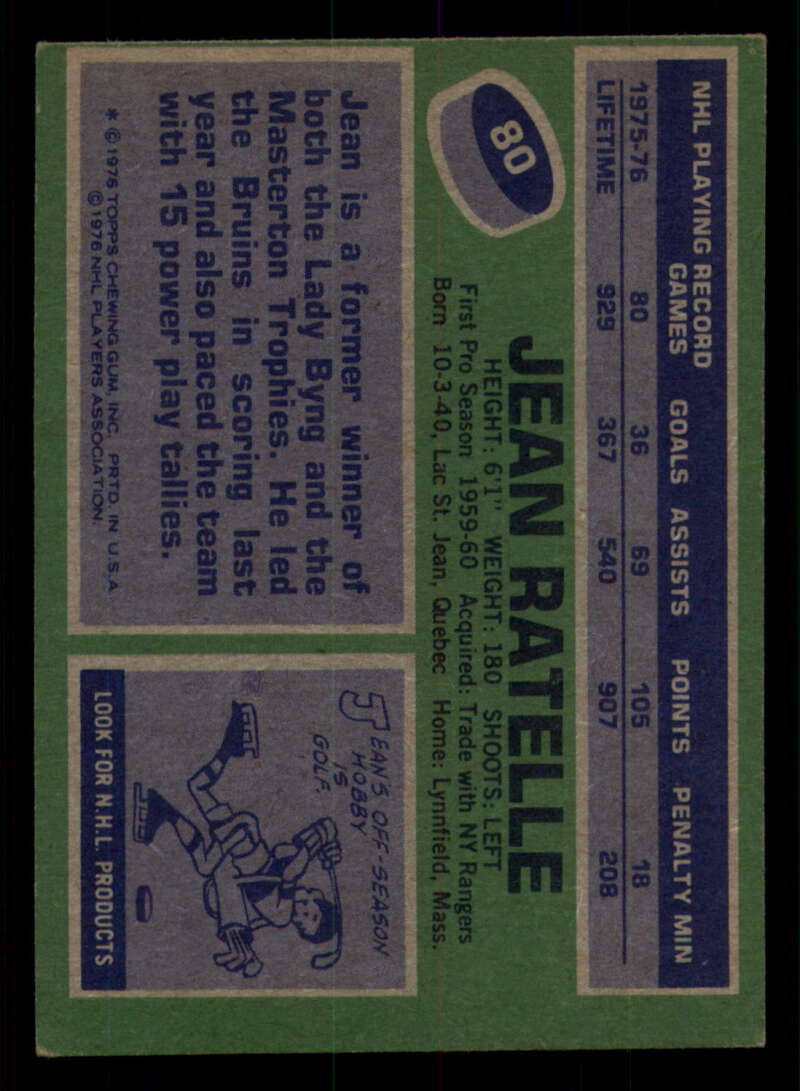 NHL PLAYING RECORD
GAMES GOALS ASSISTS POINTS PENALTY MIN
1975-76 80 36 69 105 18
LIFETIME 929 367 540 907 208
80
JEAN RATELLE
HEIGHT: 6'1" WEIGHT: 180 SHOOTS: LEFT
First Pro Season 1959-60 Acquired: Trade with NY Rangers
Born 10-3-40, Lac St. Jean, Quebec Home: Lynnfield, Mass.
Jean is a former winner of
both the Lady Byng and the
Masterton Trophies. He led
the Bruins in scoring last
year and also paced the team
with 15 power play tallies.
* © 1976 TOPPS CHEWING GUM, INC. PRTD. IN U.S.A
© 1976 NHL PLAYERS ASSOCIATION.
JEAN'S OFF-SEASON
HOBBY
IS
GOLF.
LOOK FOR N.H.L. PRODUCTS